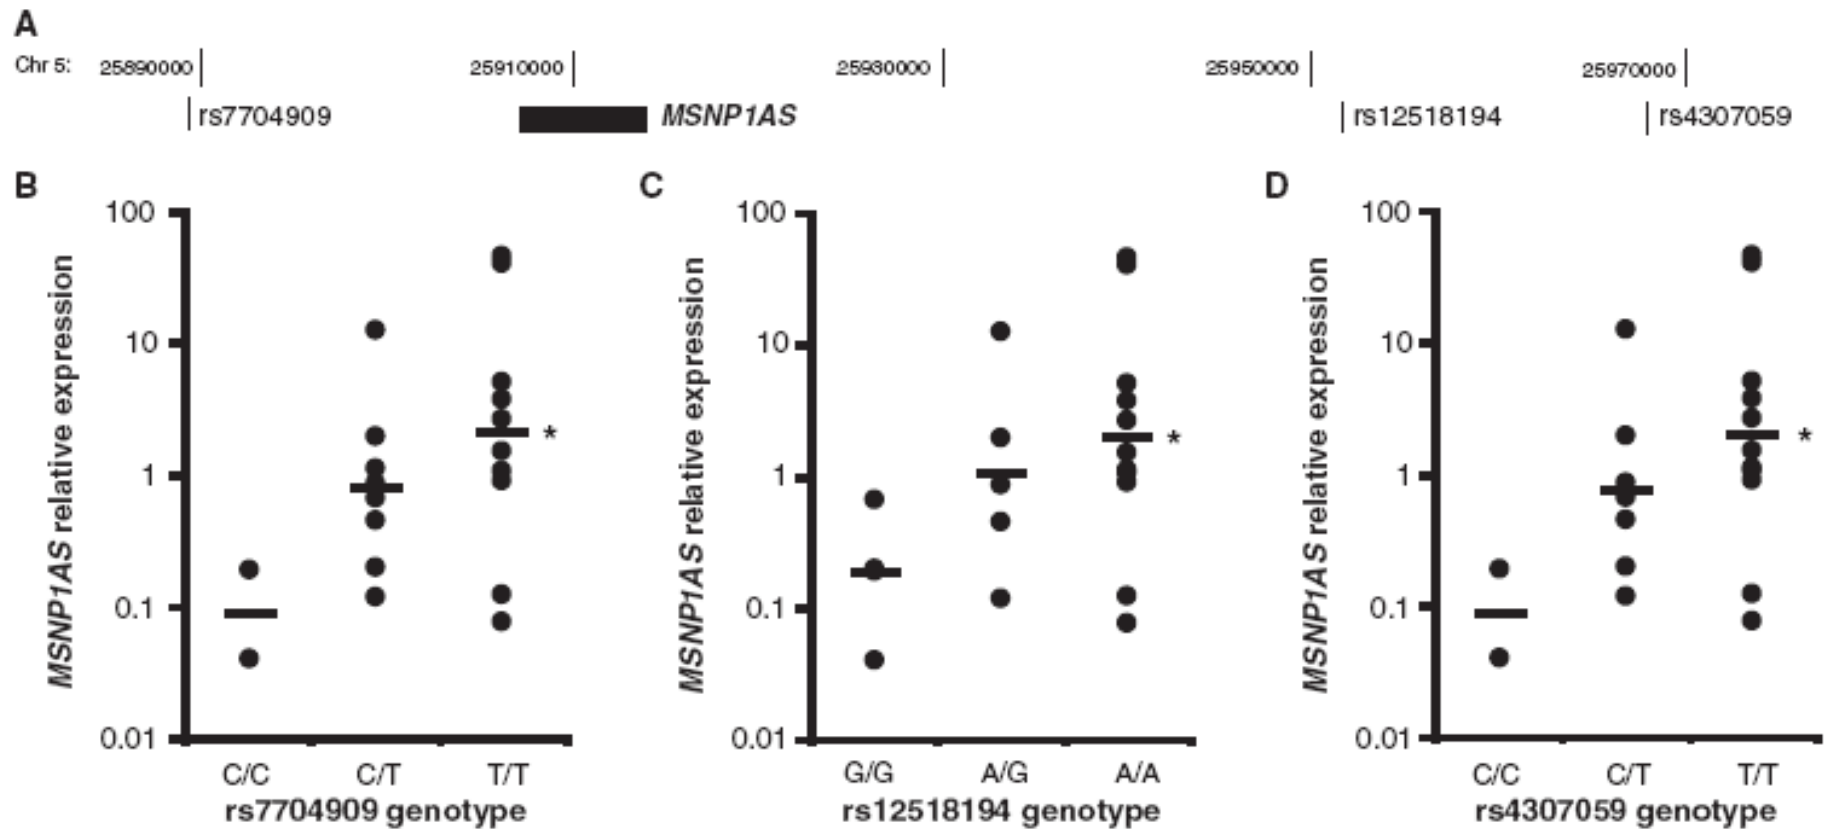 A
Chr 5: 25890000 25910000 25930000 25950000 25970000
rs7704909 MSNP1AS rs12518194 rs4307059
B
MSNP1AS relative expression
100
10
1
0.1
0.01
C/C C/T T/T
rs7704909 genotype
*
C
MSNP1AS relative expression
100
10
1
0.1
0.01
G/G A/G A/A
rs12518194 genotype
*
D
MSNP1AS relative expression
100
10
1
0.1
0.01
C/C C/T T/T
rs4307059 genotype
*